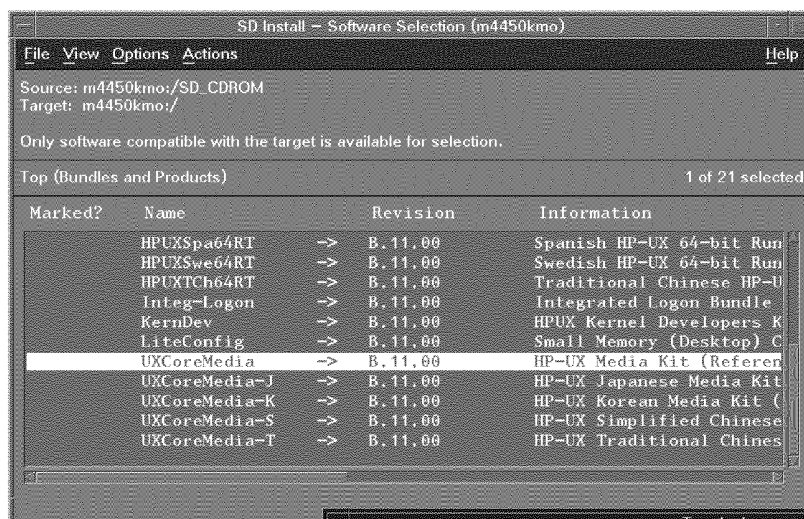 SD Install - Software Selection (m4450kmo)
File View Options Actions Help
Source: m4450kmo:/SD_CDROM
Target: m4450kmo:/
Only software compatible with the target is available for selection.
Top (Bundles and Products) 1 of 21 selected
Marked? Name Revision Information
HPUXSpa64RT -> B.11.00 Spanish HP-UX 64-bit Run
HPUXSwe64RT -> B.11.00 Swedish HP-UX 64-bit Run
HPUXTCh64RT -> B.11.00 Traditional Chinese HP-U
Integ-Logon -> B.11.00 Integrated Logon Bundle
KernDev -> B.11.00 HPUX Kernel Developers K
LiteConfig -> B.11.00 Small Memory (Desktop) C
UXCoreMedia -> B.11.00 HP-UX Media Kit (Referen
UXCoreMedia-J -> B.11.00 HP-UX Japanese Media Kit
UXCoreMedia-K -> B.11.00 HP-UX Korean Media Kit (
UXCoreMedia-S -> B.11.00 HP-UX Simplified Chinese
UXCoreMedia-T -> B.11.00 HP-UX Traditional Chines